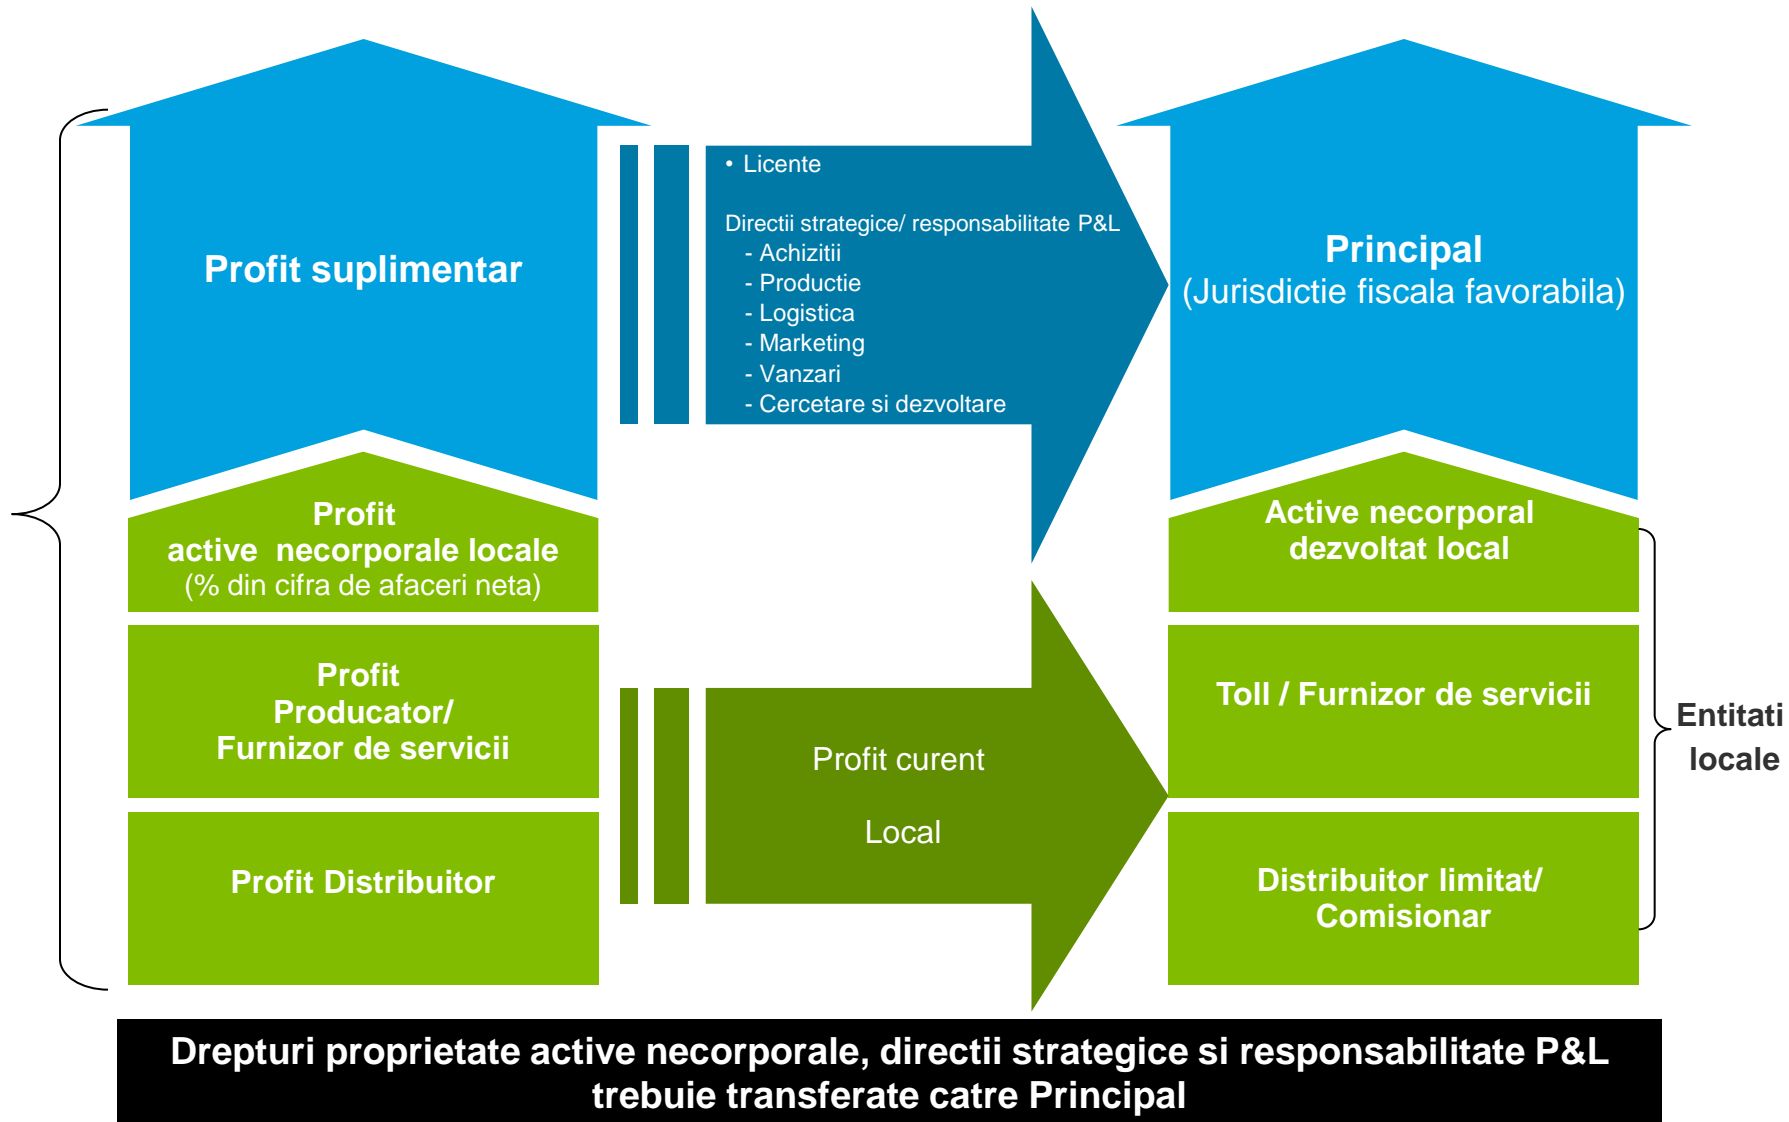 Profit suplimentar
• Licente
Directii strategice/ responsabilitate P&L
- Achizitii
- Productie
- Logistica
- Marketing
- Vanzari
- Cercetare si dezvoltare
Principal
(Jurisdictie fiscala favorabila)
Profit
active necorporale locale
(% din cifra de afaceri neta)
Active necorporal
dezvoltat local
Profit
Producator/
Furnizor de servicii
Profit curent
Local
Toll / Furnizor de servicii
Entitati
locale
Profit Distribuitor
Distribuitor limitat/
Comisionar
Drepturi proprietate active necorporale, directii strategice si responsabilitate P&L
trebuie transferate catre Principal